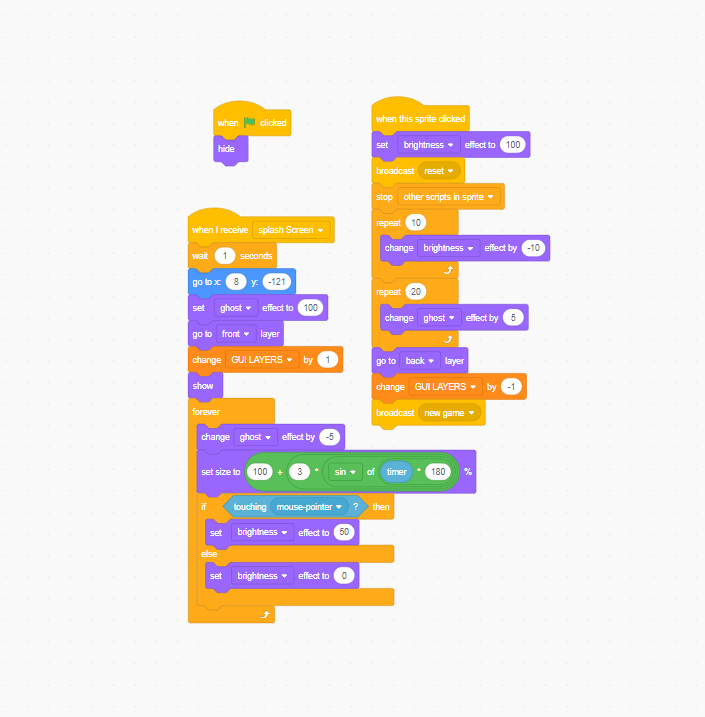 when clicked
hide
when I receive splash Screen
wait 1 seconds
go to x: 8 y: -121
set ghost effect to 100
go to front layer
change GUI LAYERS by 1
show
forever
change ghost effect by -5
set size to 100 + 3 * sin of timer * 180 %
if touching mouse-pointer ? then
set brightness effect to 50
else
set brightness effect to 0
when this sprite clicked
set brightness effect to 100
broadcast reset
stop other scripts in sprite
repeat 10
change brightness effect by -10
repeat 20
change ghost effect by 5
go to back layer
change GUI LAYERS by -1
broadcast new game